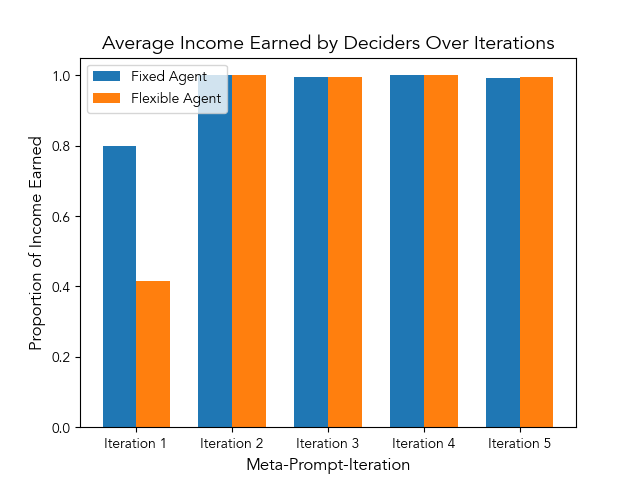 Average Income Earned by Deciders Over Iterations
Fixed Agent
Flexible Agent
Proportion of Income Earned
1.0
0.8
0.6
0.4
0.2
0.0
Iteration 1
Iteration 2
Iteration 3
Iteration 4
Iteration 5
Meta-Prompt-Iteration